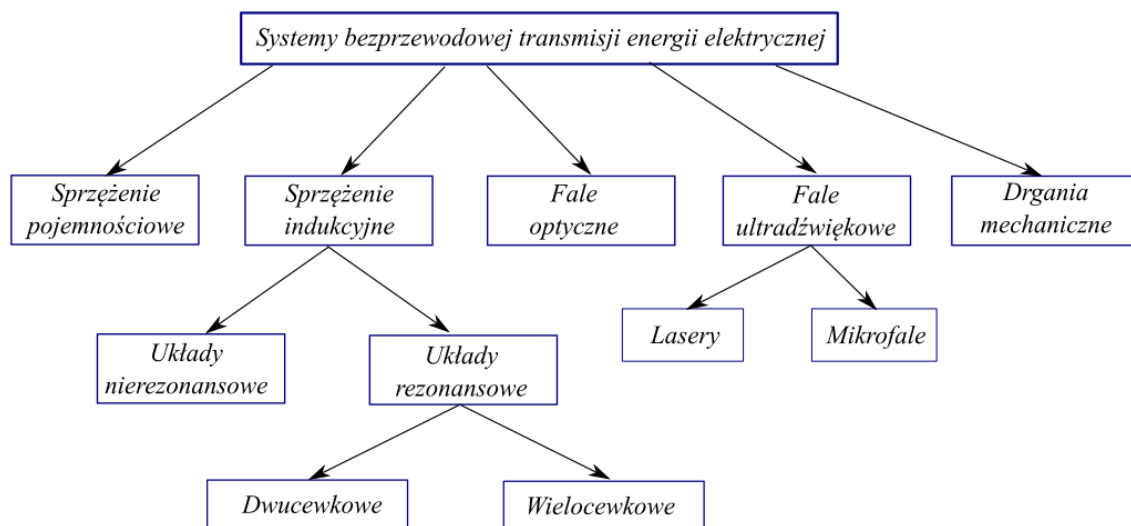 Systemy bezprzewodowej transmisji energii elektrycznej
Sprzężenie
pojemnościowe
Sprzężenie
indukcyjne
Fale
optyczne
Fale
ultradźwiękowe
Drgania
mechaniczne
Układy
nierezonansowe
Układy
rezonansowe
Lasery
Mikrofale
Dwucewkowe
Wielocewkowe